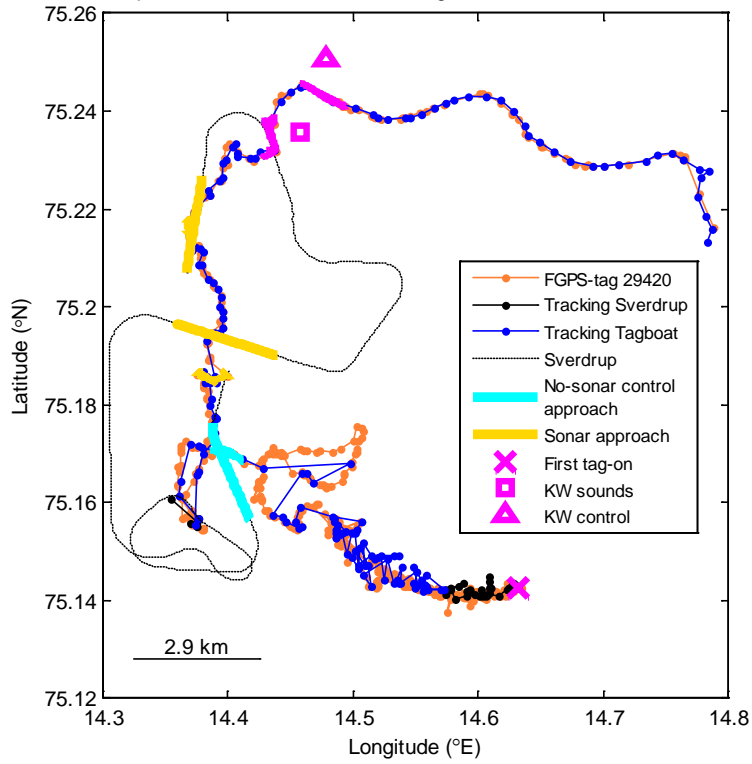 75.26
75.24
75.22
75.2
75.18
75.16
75.14
75.12
Latitude (°N)
FGPS-tag 29420
Tracking Sverdrup
Tracking Tagboat
Sverdrup
No-sonar control
approach
Sonar approach
First tag-on
KW sounds
KW control
2.9 km
14.3 14.4 14.5 14.6 14.7 14.8
Longitude (°E)